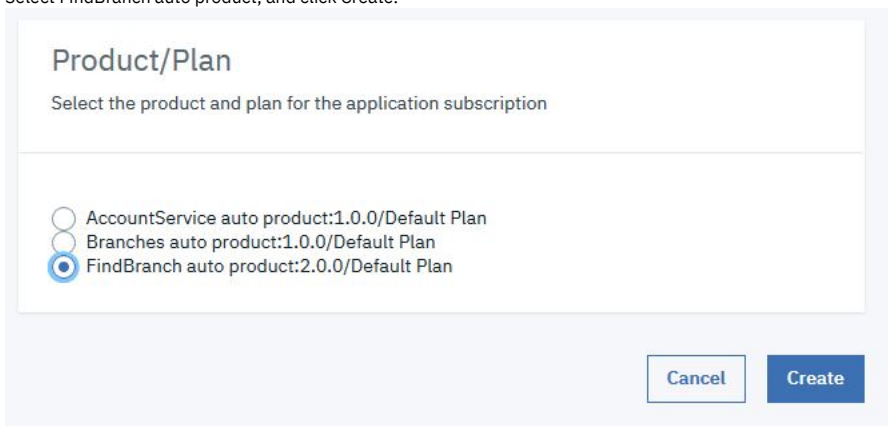 Select FindBranch auto product, and click Create.
Product/Plan
Select the product and plan for the application subscription
AccountService auto product:1.0.0/Default Plan
Branches auto product:1.0.0/Default Plan
FindBranch auto product:2.0.0/Default Plan
Cancel
Create